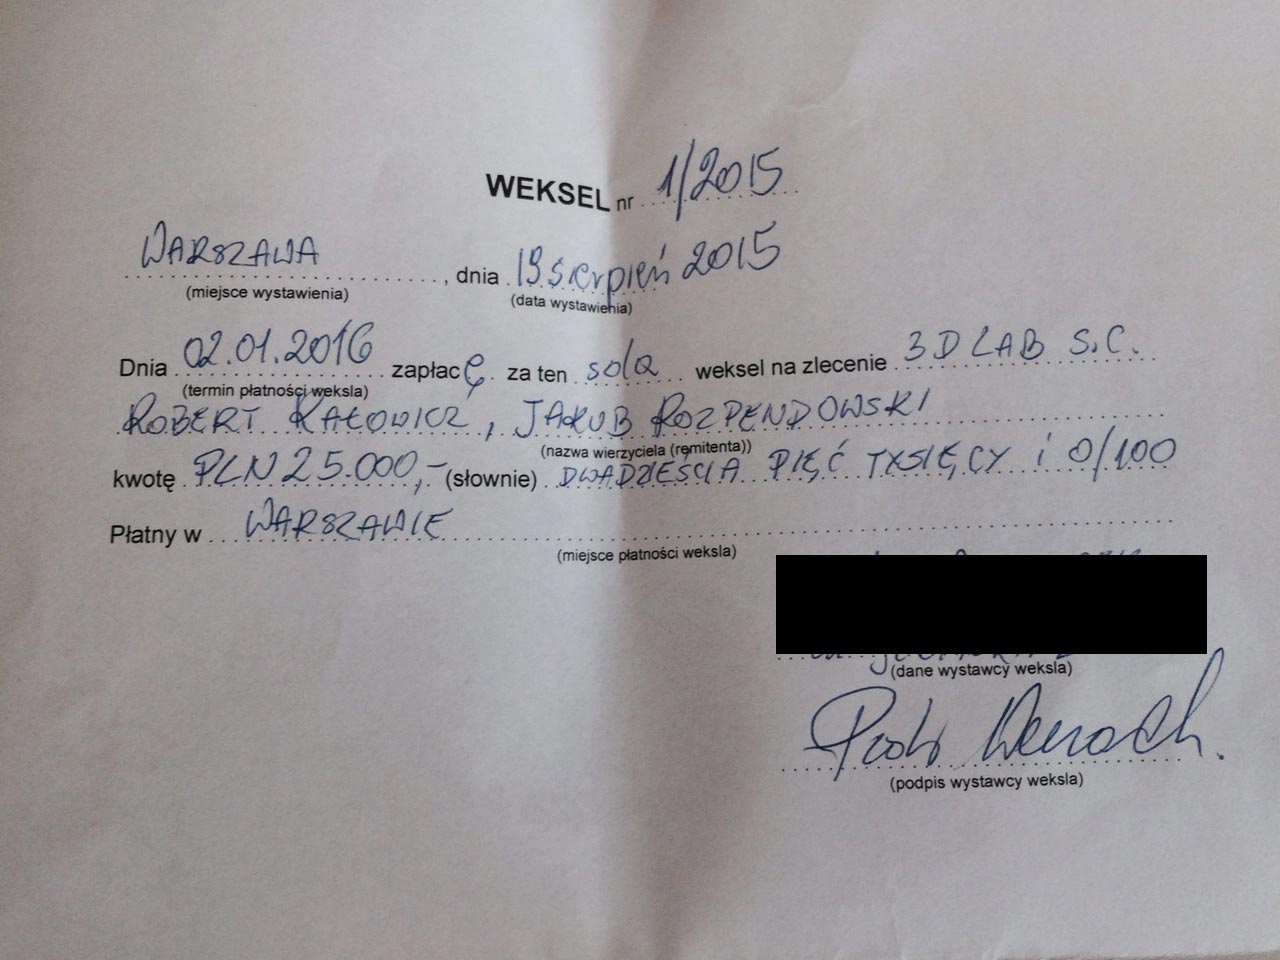 WEKSEL nr 1/2015
WARSZAWA, dnia 19 sierpień 2015
(miejsce wystawienia) (data wystawienia)
Dnia 02.01.2016 zapłacę za ten sola weksel na zlecenie 3D LAB S.C.
(termin płatności weksla)
ROBERT KAŁOWICZ, JAKUB ROZPENDOWSKI
(nazwa wierzyciela (remitenta))
kwotę PLN 25.000,- (słownie) DWADZIEŚCIA PIĘĆ TYSIĘCY i 0/100
Płatny w WARSZAWIE
(miejsce płatności weksla)
(dane wystawcy weksla)
Piotr
(podpis wystawcy weksla)